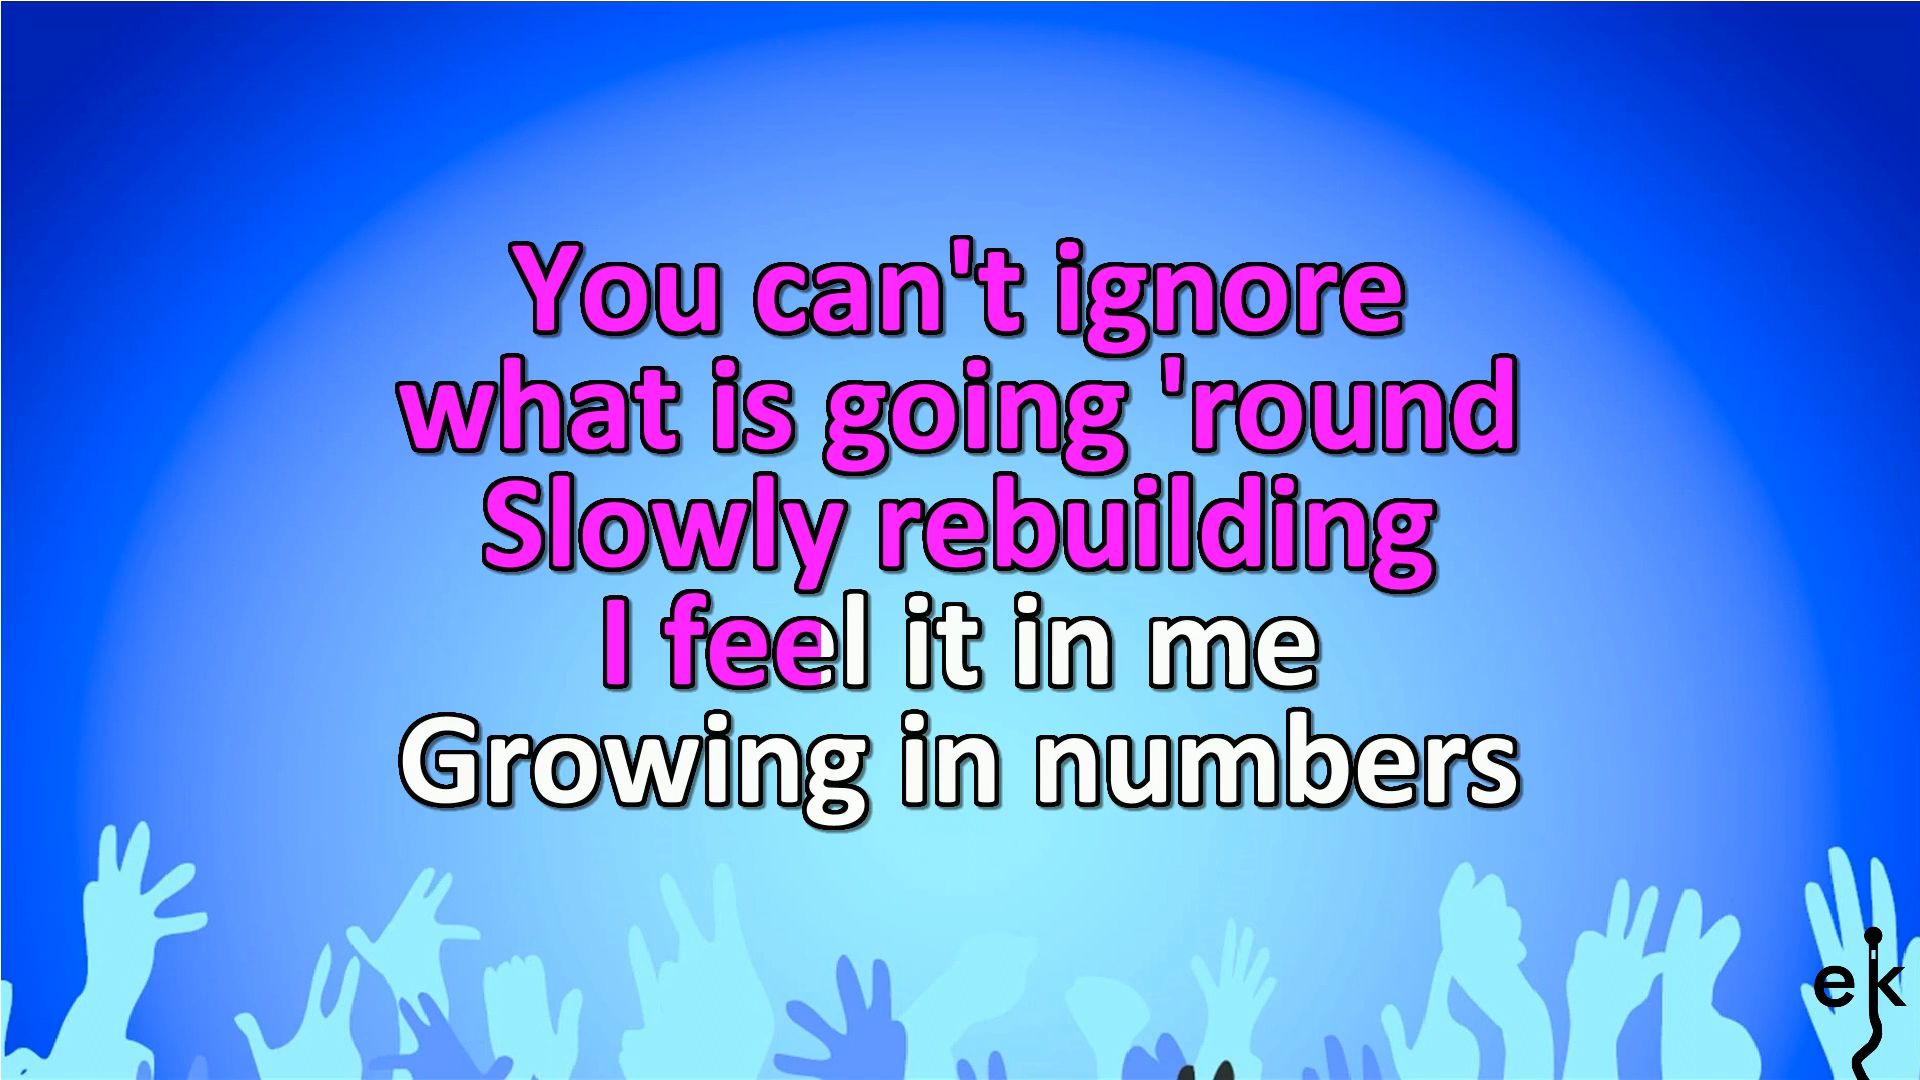 You can't ignore
what is going 'round
Slowly rebuilding
I feel it in me
Growing in numbers
ek